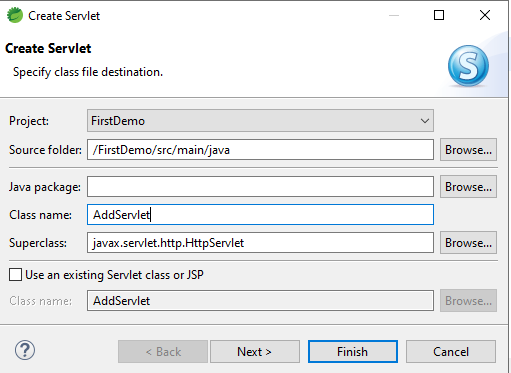 Create Servlet
Create Servlet
Specify class file destination.
S
Project: FirstDemo
Source folder: /FirstDemo/src/main/java Browse...
Java package: Browse...
Class name: AddServlet
Superclass: javax.servlet.http.HttpServlet Browse...
Use an existing Servlet class or JSP
Class name: AddServlet Browse...
? < Back Next > Finish Cancel